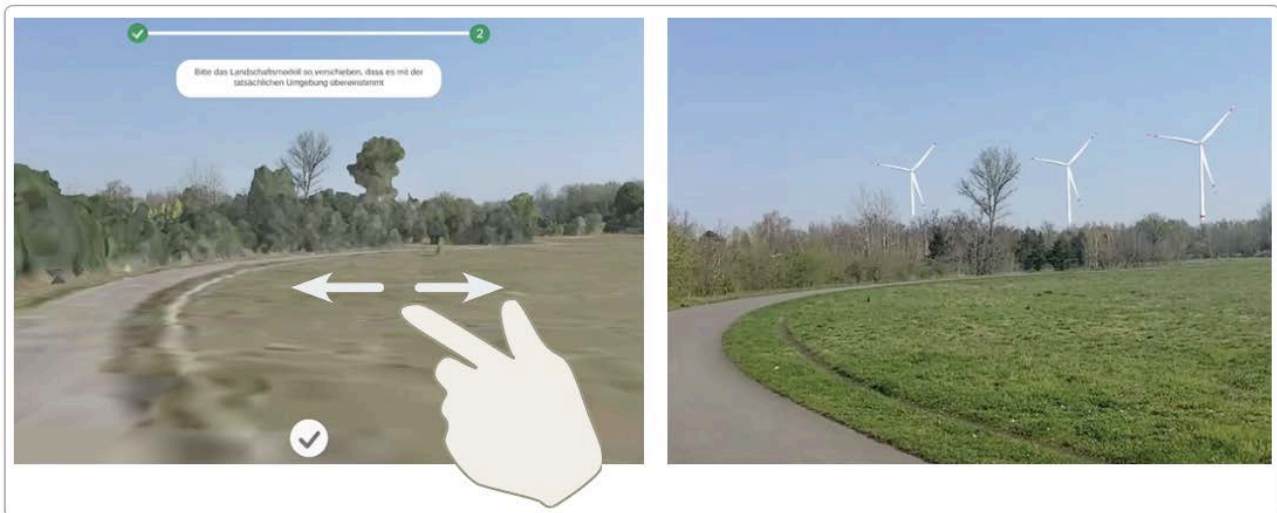 2
Bitte das Landschaftsmodell so verschieben, dass es mit der
tatsächlichen Umgebung übereinstimmt